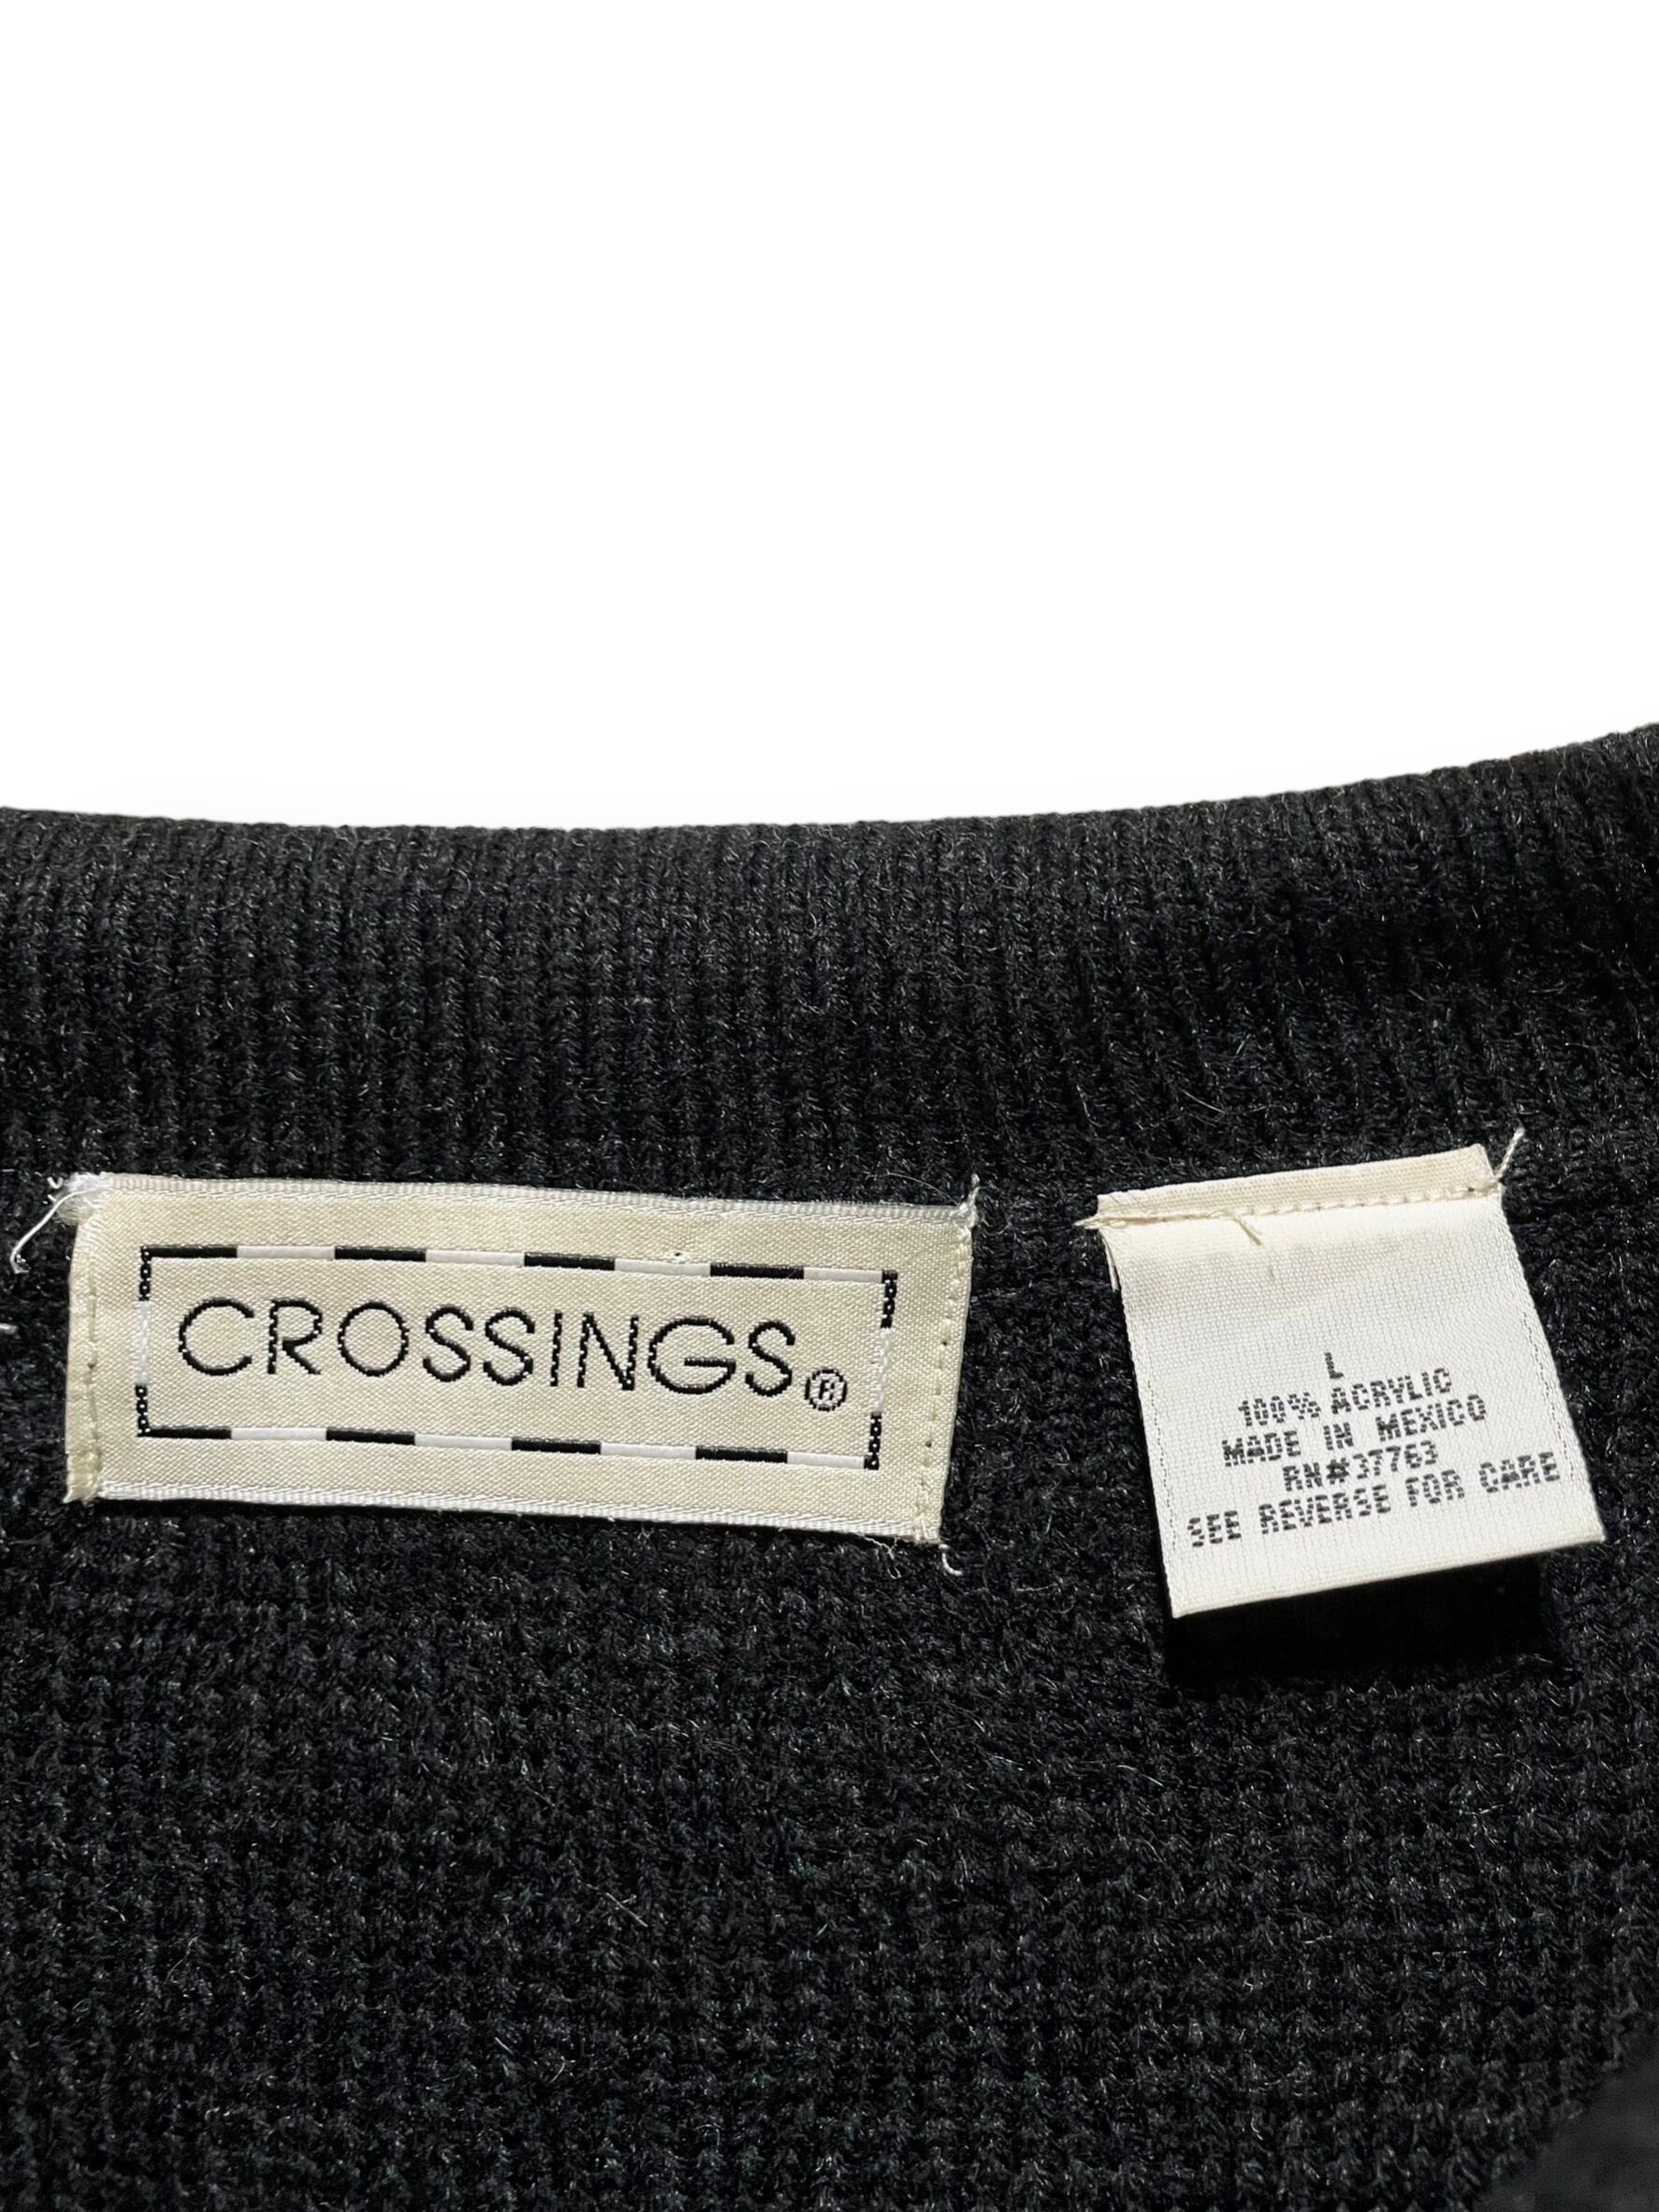 CROSSINGS®
L
100% ACRYLIC
MADE IN MEXICO
RN#37763
SEE REVERSE FOR CARE